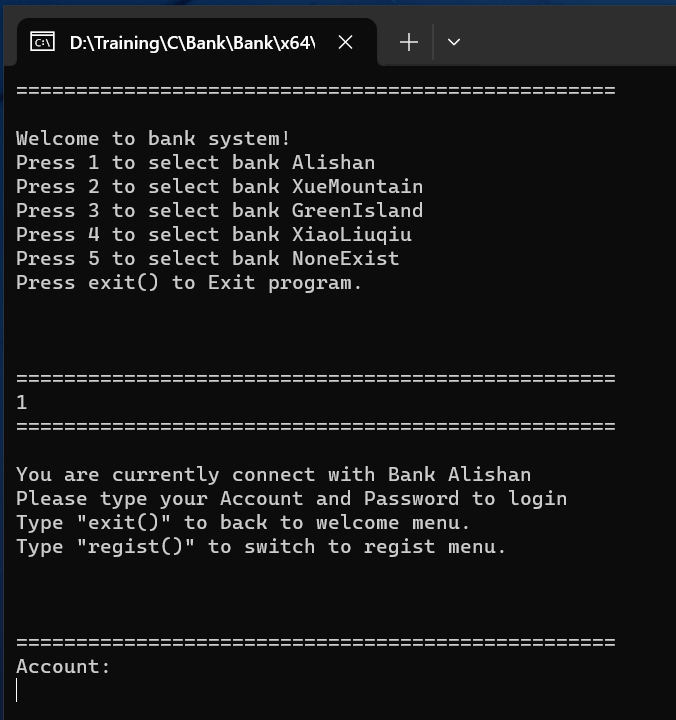 D:\Training\C\Bank\Bank\x64\
==================================================
Welcome to bank system!
Press 1 to select bank Alishan
Press 2 to select bank XueMountain
Press 3 to select bank GreenIsland
Press 4 to select bank XiaoLiuqiu
Press 5 to select bank NoneExist
Press exit() to Exit program.
==================================================
1
==================================================
You are currently connect with Bank Alishan
Please type your Account and Password to login
Type "exit()" to back to welcome menu.
Type "regist()" to switch to regist menu.
==================================================
Account: